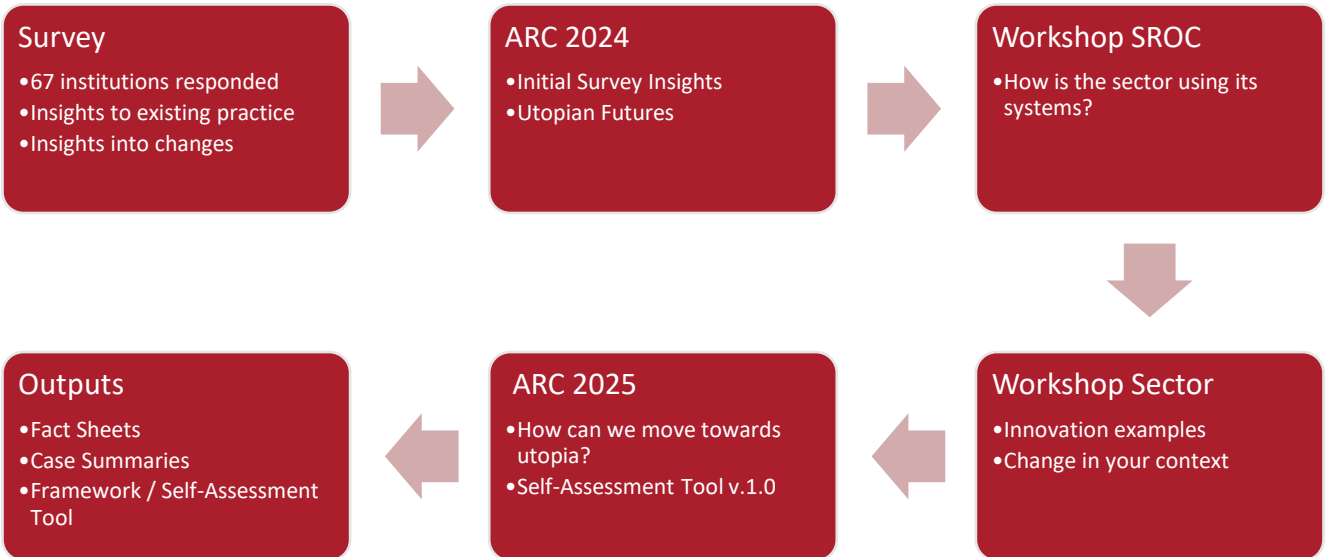 Survey
•67 institutions responded
•Insights to existing practice
•Insights into changes
ARC 2024
•Initial Survey Insights
•Utopian Futures
Workshop SROC
•How is the sector using its
systems?
Workshop Sector
•Innovation examples
•Change in your context
ARC 2025
•How can we move towards
utopia?
•Self-Assessment Tool v.1.0
Outputs
•Fact Sheets
•Case Summaries
•Framework / Self-Assessment
Tool